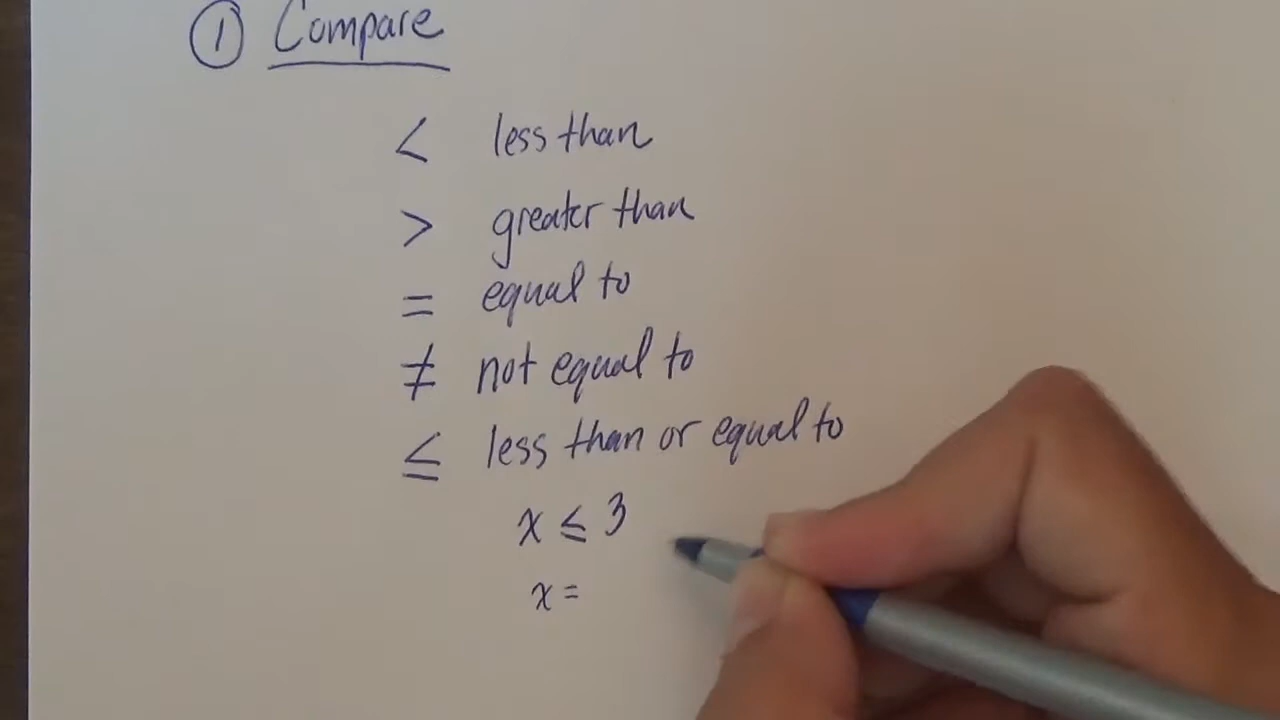 ① Compare
< less than
> greater than
= equal to
≠ not equal to
≤ less than or equal to
x ≤ 3
x =